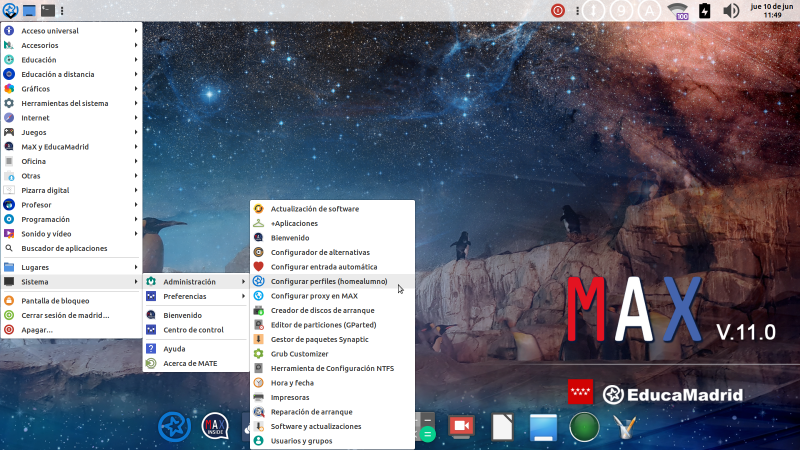 jue 10 de jun
11:49
100
Acceso universal
Accesorios
Educación
Educación a distancia
Gráficos
Herramientas del sistema
Internet
Juegos
MaX y EducaMadrid
Oficina
Otras
Pizarra digital
Profesor
Programación
Sonido y vídeo
Buscador de aplicaciones
Lugares
Sistema
Pantalla de bloqueo
Cerrar sesión de madrid...
Apagar...
Administración
Preferencias
Bienvenido
Centro de control
Ayuda
Acerca de MATE
Actualización de software
+Aplicaciones
Bienvenido
Configurador de alternativas
Configurar entrada automática
Configurar perfiles (homealumno)
Configurar proxy en MAX
Creador de discos de arranque
Editor de particiones (GParted)
Gestor de paquetes Synaptic
Grub Customizer
Herramienta de Configuración NTFS
Hora y fecha
Impresoras
Reparación de arranque
Software y actualizaciones
Usuarios y grupos
MAX V.11.0
EducaMadrid
MAX
INSIDE